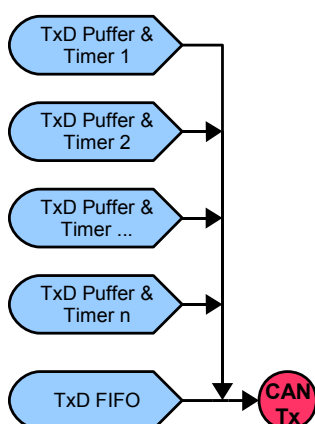 TxD Puffer &
Timer 1
TxD Puffer &
Timer 2
TxD Puffer &
Timer ...
TxD Puffer &
Timer n
TxD FIFO
CAN
Tx